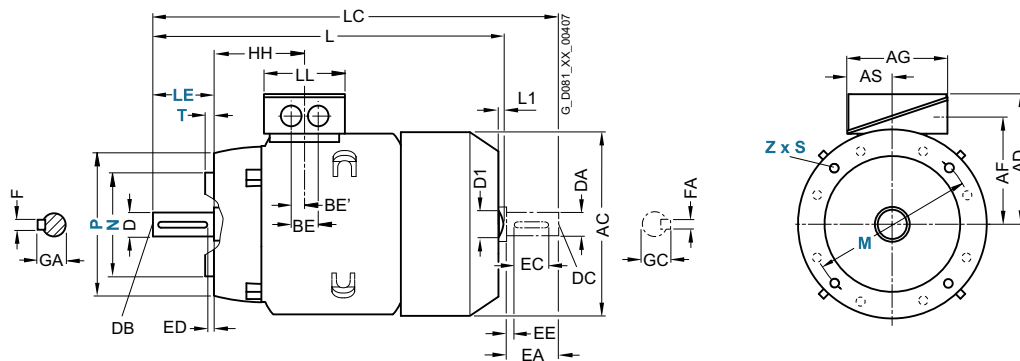 LC
L
HH
LL
LE
T
L1
G_D081_XX_00407
F
GA
P
N
D
D1
DA
AC
FA
GC
BE'
BE
EC
DC
DB
ED
EE
EA
AG
AS
Z x S
M
AF
AD